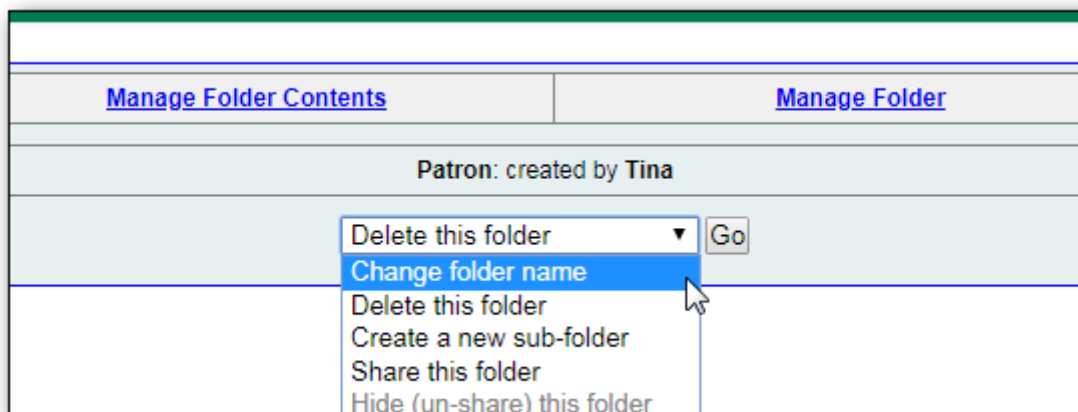 Manage Folder Contents
Manage Folder
Patron: created by Tina
Delete this folder
Go
Change folder name
Delete this folder
Create a new sub-folder
Share this folder
Hide (un-share) this folder